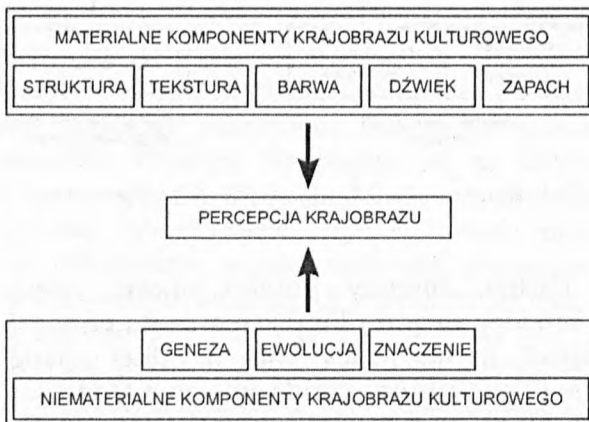 MATERIALNE KOMPONENTY KRAJOBRAZU KULTUROWEGO
STRUKTURA TEKSTURA BARWA DŹWIĘK ZAPACH
PERCEPCJA KRAJOBRAZU
GENEZA EWOLUCJA ZNACZENIE
NIEMATERIALNE KOMPONENTY KRAJOBRAZU KULTUROWEGO